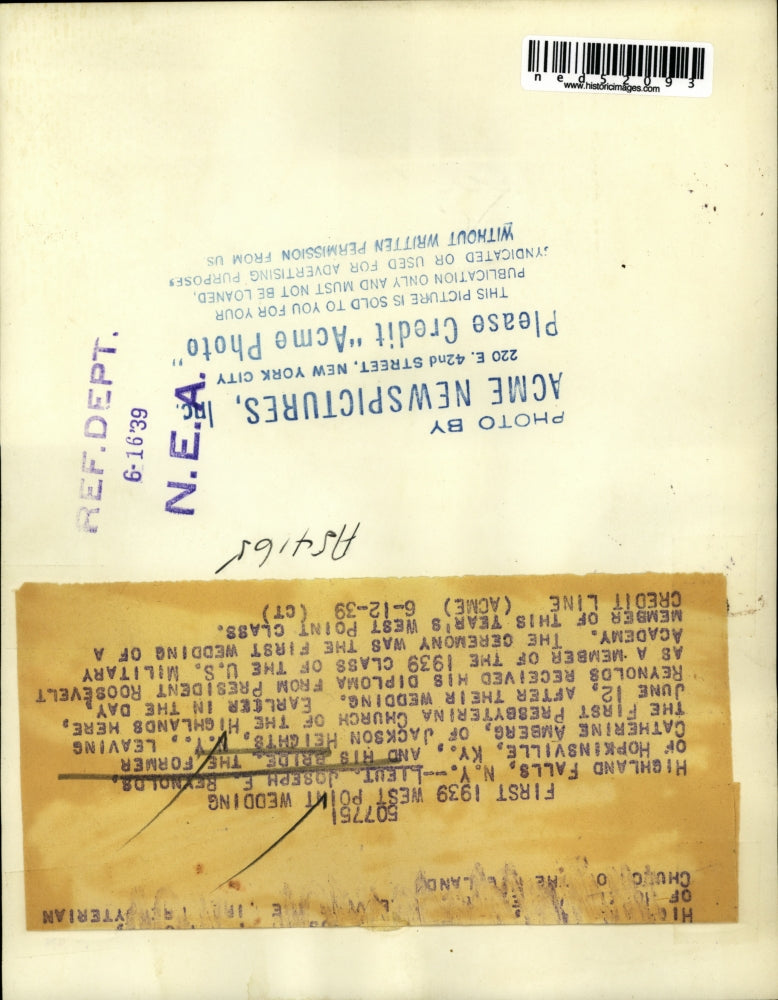 ned52093
www.historicimages.com
PHOTO BY
ACME NEWSPICTURES, Inc
220 E. 42nd STREET, NEW YORK CITY
Please Credit "Acme Photo"
THIS PICTURE IS SOLD TO YOU FOR YOUR
PUBLICATION ONLY AND MUST NOT BE LOANED,
SYNDICATED OR USED FOR ADVERTISING PURPOSES
WITHOUT WRITTEN PERMISSION FROM US
REF. DEPT.
6-16'39
N.E.A.
507751
FIRST 1939 WEST POINT WEDDING
HIGHLAND FALLS, N.Y.--LIEUT. JOSEPH F. REYNOLDS,
OF HOPKINSVILLE, KY., AND HIS BRIDE, THE FORMER
CATHERINE AMBERG, OF JACKSON HEIGHTS, N.Y., LEAVING
THE FIRST PRESBYTERINA CHURCH OF THE HIGHLANDS HERE,
JUNE 12, AFTER THEIR WEDDING. EARLEER IN THE DAY,
REYNOLDS RECEIVED HIS DIPLOMA FROM PRESIDENT ROOSEVELT
AS A MEMBER OF THE 1939 CLASS OF THE U.S. MILITARY
ACADEMY. THE CEREMONY WAS THE FIRST WEDDING OF A
MEMBER OF THIS YEAR'S WEST POINT CLASS.
CREDIT LINE (ACME) 6-12-39 (CT)